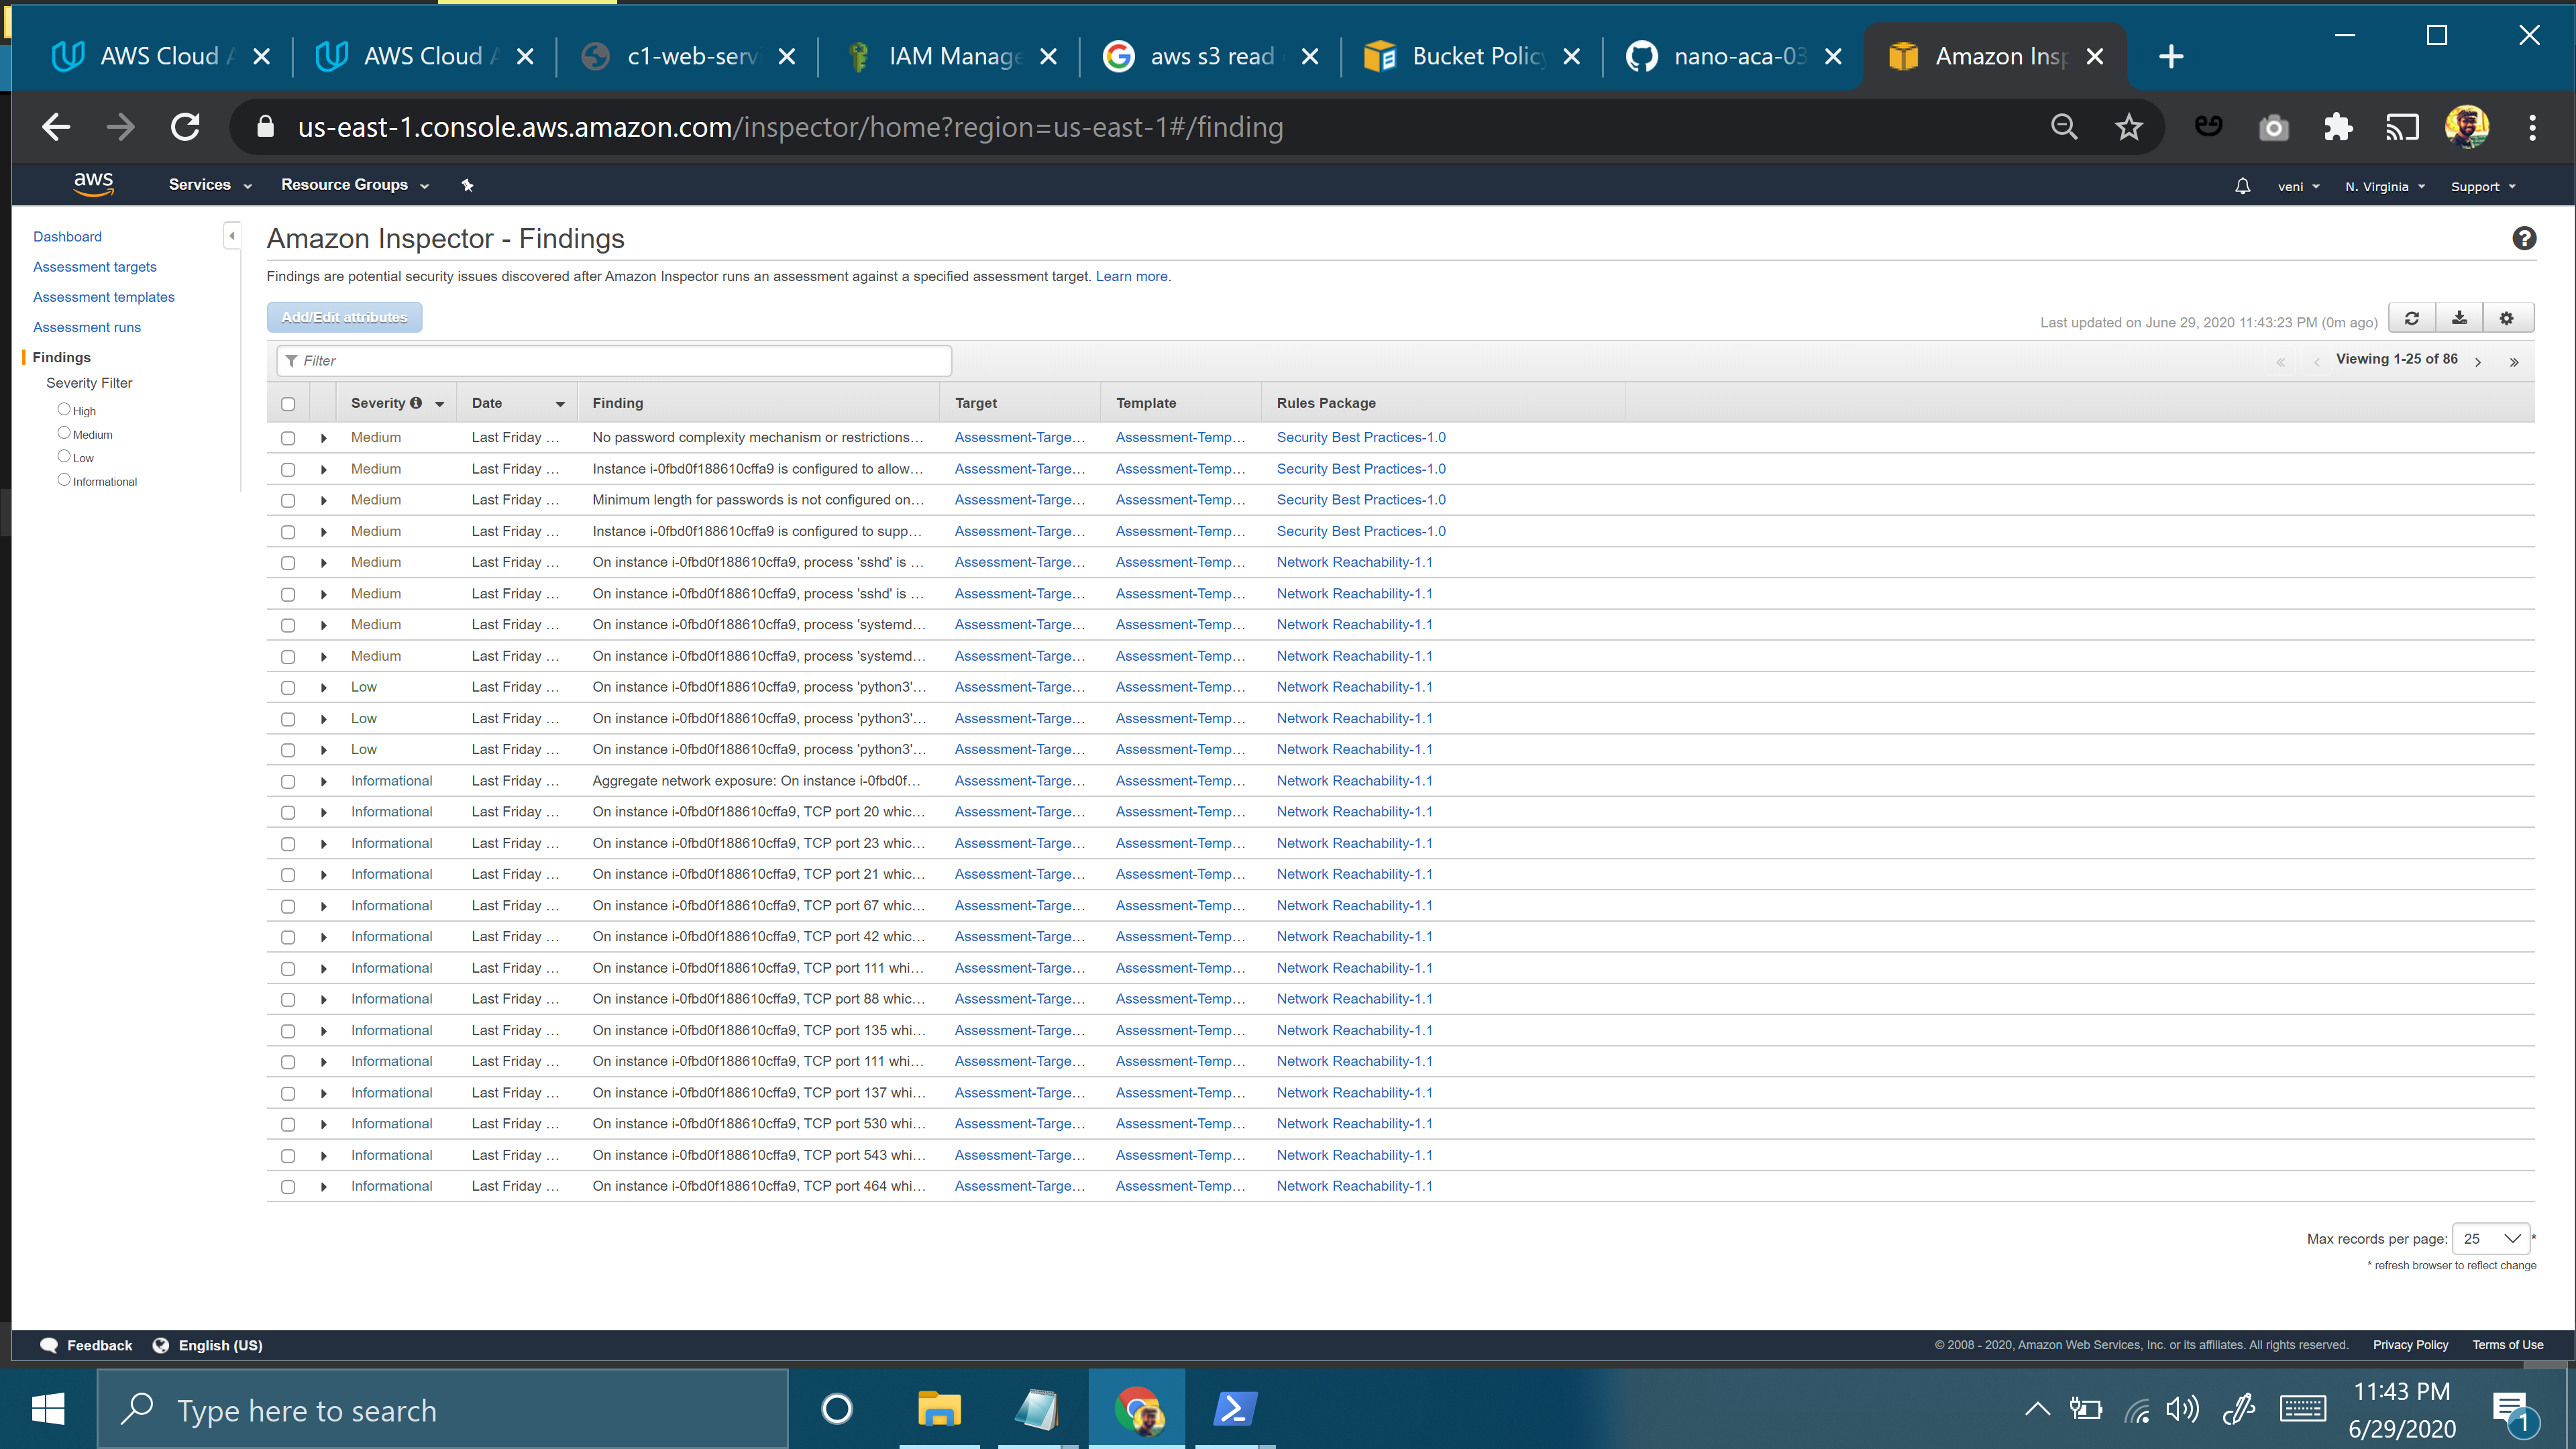 AWS Cloud A
AWS Cloud A
c1-web-serv
IAM Manage
aws s3 read
Bucket Policy
nano-aca-03
Amazon Insp
us-east-1.console.aws.amazon.com/inspector/home?region=us-east-1#/finding
aws Services Resource Groups veni N. Virginia Support
Dashboard
Assessment targets
Assessment templates
Assessment runs
Findings
Severity Filter
High
Medium
Low
Informational
Amazon Inspector - Findings
Findings are potential security issues discovered after Amazon Inspector runs an assessment against a specified assessment target. Learn more.
Add/Edit attributes
Last updated on June 29, 2020 11:43:23 PM (0m ago)
Filter
Viewing 1-25 of 86
Severity Date Finding Target Template Rules Package
Medium Last Friday ... No password complexity mechanism or restrictions... Assessment-Targe... Assessment-Temp... Security Best Practices-1.0
Medium Last Friday ... Instance i-0fbd0f188610cffa9 is configured to allow... Assessment-Targe... Assessment-Temp... Security Best Practices-1.0
Medium Last Friday ... Minimum length for passwords is not configured on... Assessment-Targe... Assessment-Temp... Security Best Practices-1.0
Medium Last Friday ... Instance i-0fbd0f188610cffa9 is configured to supp... Assessment-Targe... Assessment-Temp... Security Best Practices-1.0
Medium Last Friday ... On instance i-0fbd0f188610cffa9, process 'sshd' is ... Assessment-Targe... Assessment-Temp... Network Reachability-1.1
Medium Last Friday ... On instance i-0fbd0f188610cffa9, process 'sshd' is ... Assessment-Targe... Assessment-Temp... Network Reachability-1.1
Medium Last Friday ... On instance i-0fbd0f188610cffa9, process 'systemd... Assessment-Targe... Assessment-Temp... Network Reachability-1.1
Medium Last Friday ... On instance i-0fbd0f188610cffa9, process 'systemd... Assessment-Targe... Assessment-Temp... Network Reachability-1.1
Low Last Friday ... On instance i-0fbd0f188610cffa9, process 'python3'... Assessment-Targe... Assessment-Temp... Network Reachability-1.1
Low Last Friday ... On instance i-0fbd0f188610cffa9, process 'python3'... Assessment-Targe... Assessment-Temp... Network Reachability-1.1
Low Last Friday ... On instance i-0fbd0f188610cffa9, process 'python3'... Assessment-Targe... Assessment-Temp... Network Reachability-1.1
Informational Last Friday ... Aggregate network exposure: On instance i-0fbd0f... Assessment-Targe... Assessment-Temp... Network Reachability-1.1
Informational Last Friday ... On instance i-0fbd0f188610cffa9, TCP port 20 whic... Assessment-Targe... Assessment-Temp... Network Reachability-1.1
Informational Last Friday ... On instance i-0fbd0f188610cffa9, TCP port 23 whic... Assessment-Targe... Assessment-Temp... Network Reachability-1.1
Informational Last Friday ... On instance i-0fbd0f188610cffa9, TCP port 21 whic... Assessment-Targe... Assessment-Temp... Network Reachability-1.1
Informational Last Friday ... On instance i-0fbd0f188610cffa9, TCP port 67 whic... Assessment-Targe... Assessment-Temp... Network Reachability-1.1
Informational Last Friday ... On instance i-0fbd0f188610cffa9, TCP port 42 whic... Assessment-Targe... Assessment-Temp... Network Reachability-1.1
Informational Last Friday ... On instance i-0fbd0f188610cffa9, TCP port 111 whi... Assessment-Targe... Assessment-Temp... Network Reachability-1.1
Informational Last Friday ... On instance i-0fbd0f188610cffa9, TCP port 88 whic... Assessment-Targe... Assessment-Temp... Network Reachability-1.1
Informational Last Friday ... On instance i-0fbd0f188610cffa9, TCP port 135 whi... Assessment-Targe... Assessment-Temp... Network Reachability-1.1
Informational Last Friday ... On instance i-0fbd0f188610cffa9, TCP port 111 whi... Assessment-Targe... Assessment-Temp... Network Reachability-1.1
Informational Last Friday ... On instance i-0fbd0f188610cffa9, TCP port 137 whi... Assessment-Targe... Assessment-Temp... Network Reachability-1.1
Informational Last Friday ... On instance i-0fbd0f188610cffa9, TCP port 530 whi... Assessment-Targe... Assessment-Temp... Network Reachability-1.1
Informational Last Friday ... On instance i-0fbd0f188610cffa9, TCP port 543 whi... Assessment-Targe... Assessment-Temp... Network Reachability-1.1
Informational Last Friday ... On instance i-0fbd0f188610cffa9, TCP port 464 whi... Assessment-Targe... Assessment-Temp... Network Reachability-1.1
Max records per page: 25 *
* refresh browser to reflect change
Feedback English (US) © 2008 - 2020, Amazon Web Services, Inc. or its affiliates. All rights reserved. Privacy Policy Terms of Use
Type here to search
11:43 PM
6/29/2020
1